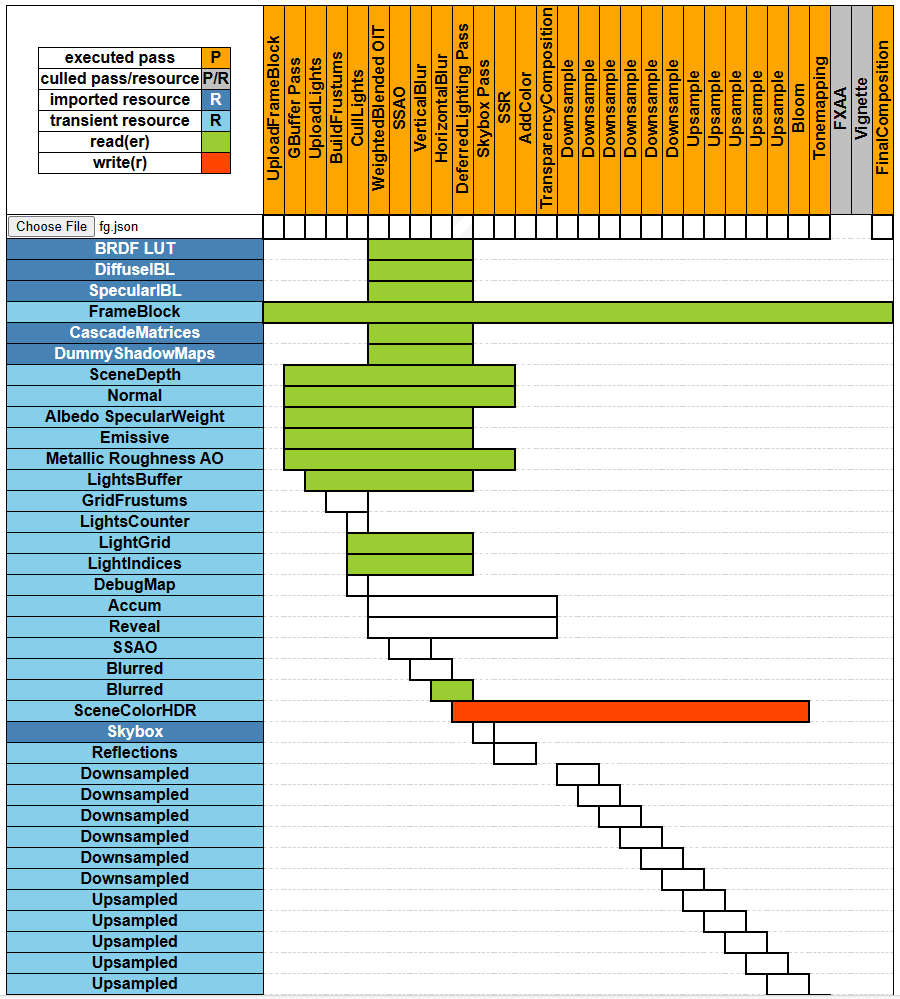 executed pass P
culled pass/resource P/R
imported resource R
transient resource R
read(er)
write(r)
UploadFrameBlock
GBuffer Pass
UploadLights
BuildFrustums
CullLights
WeightedBlended OIT
SSAO
VerticalBlur
HorizontalBlur
DeferredLighting Pass
Skybox Pass
SSR
AddColor
TransparencyComposition
Downsample
Downsample
Downsample
Downsample
Downsample
Downsample
Upsample
Upsample
Upsample
Upsample
Upsample
Bloom
Tonemapping
FXAA
Vignette
FinalComposition
Choose File fg.json
BRDF LUT
DiffuseIBL
SpecularIBL
FrameBlock
CascadeMatrices
DummyShadowMaps
SceneDepth
Normal
Albedo SpecularWeight
Emissive
Metallic Roughness AO
LightsBuffer
GridFrustums
LightsCounter
LightGrid
LightIndices
DebugMap
Accum
Reveal
SSAO
Blurred
Blurred
SceneColorHDR
Skybox
Reflections
Downsampled
Downsampled
Downsampled
Downsampled
Downsampled
Downsampled
Upsampled
Upsampled
Upsampled
Upsampled
Upsampled